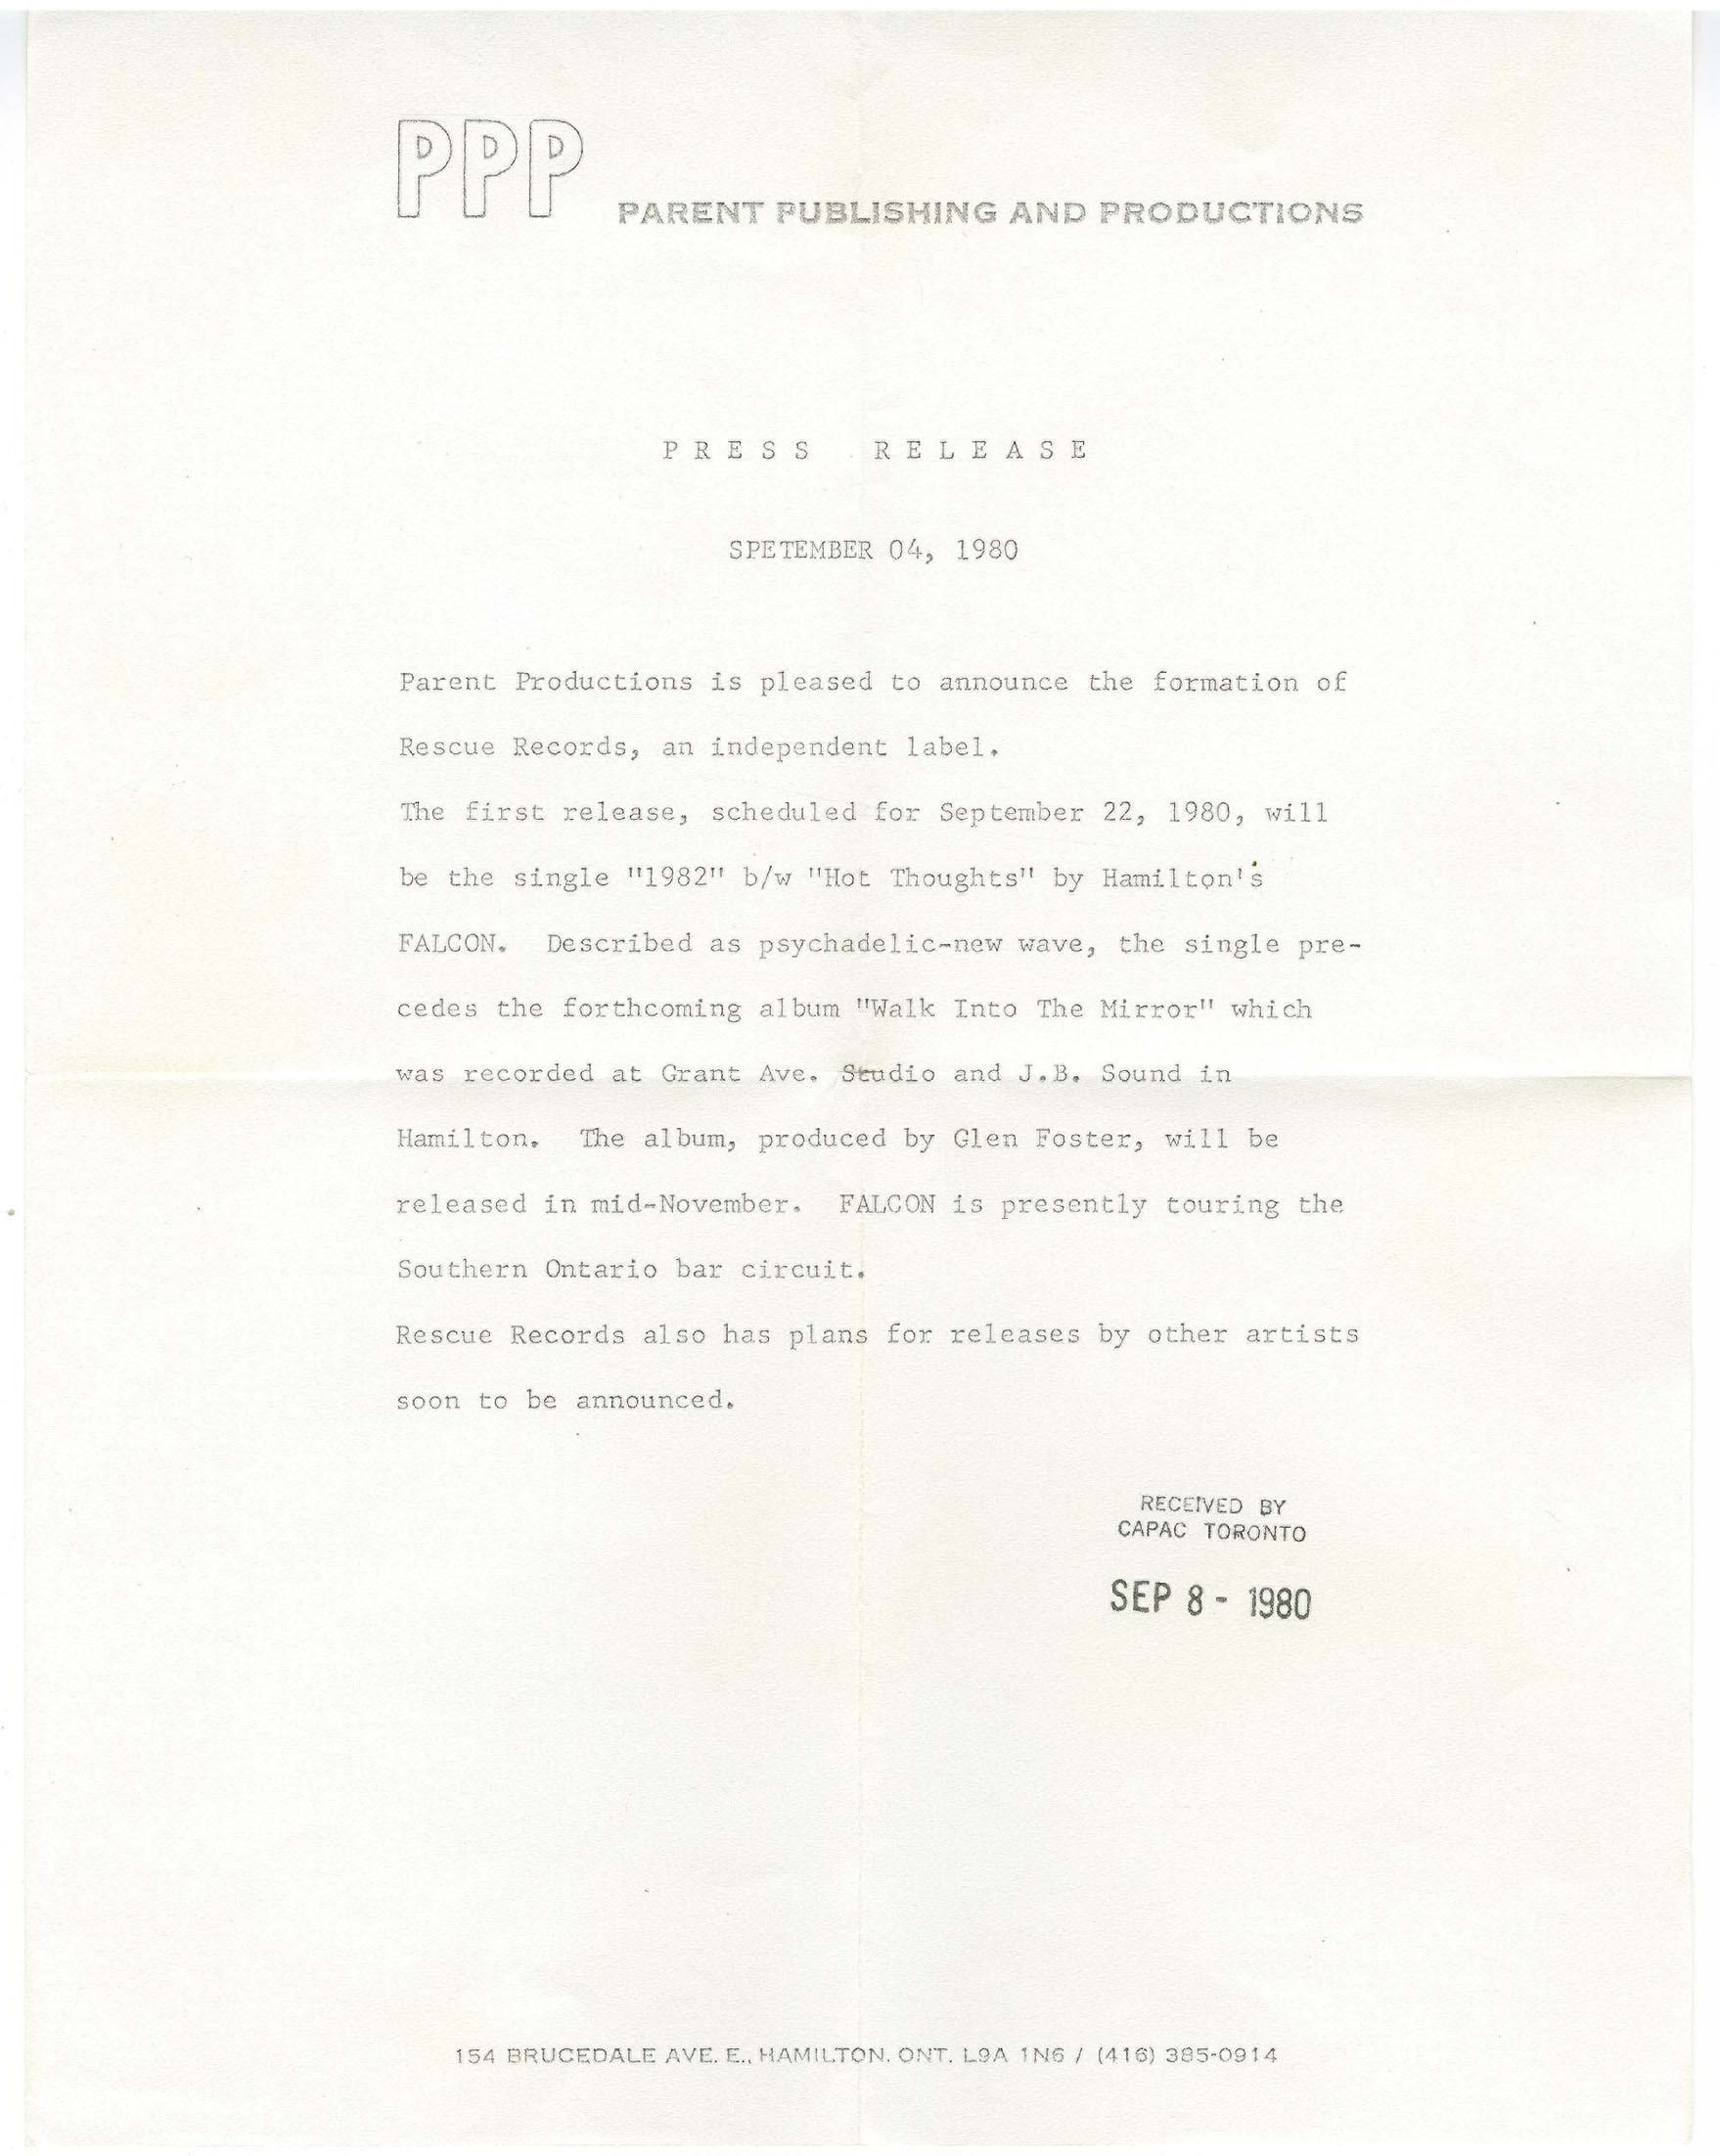 PPP PARENT PUBLISHING AND PRODUCTIONS
PRESS RELEASE
SPETEMBER 04, 1980
Parent Productions is pleased to announce the formation of
Rescue Records, an independent label.
The first release, scheduled for September 22, 1980, will
be the single "1982" b/w "Hot Thoughts" by Hamilton's
FALCON. Described as psychadelic-new wave, the single pre-
cedes the forthcoming album "Walk Into The Mirror" which
was recorded at Grant Ave. Studio and J.B. Sound in
Hamilton. The album, produced by Glen Foster, will be
released in mid-November. FALCON is presently touring the
Southern Ontario bar circuit.
Rescue Records also has plans for releases by other artists
soon to be announced.
RECEIVED BY
CAPAC TORONTO
SEP 8 - 1980
154 BRUCEDALE AVE. E., HAMILTON. ONT. L9A 1N6 / (416) 385-0914